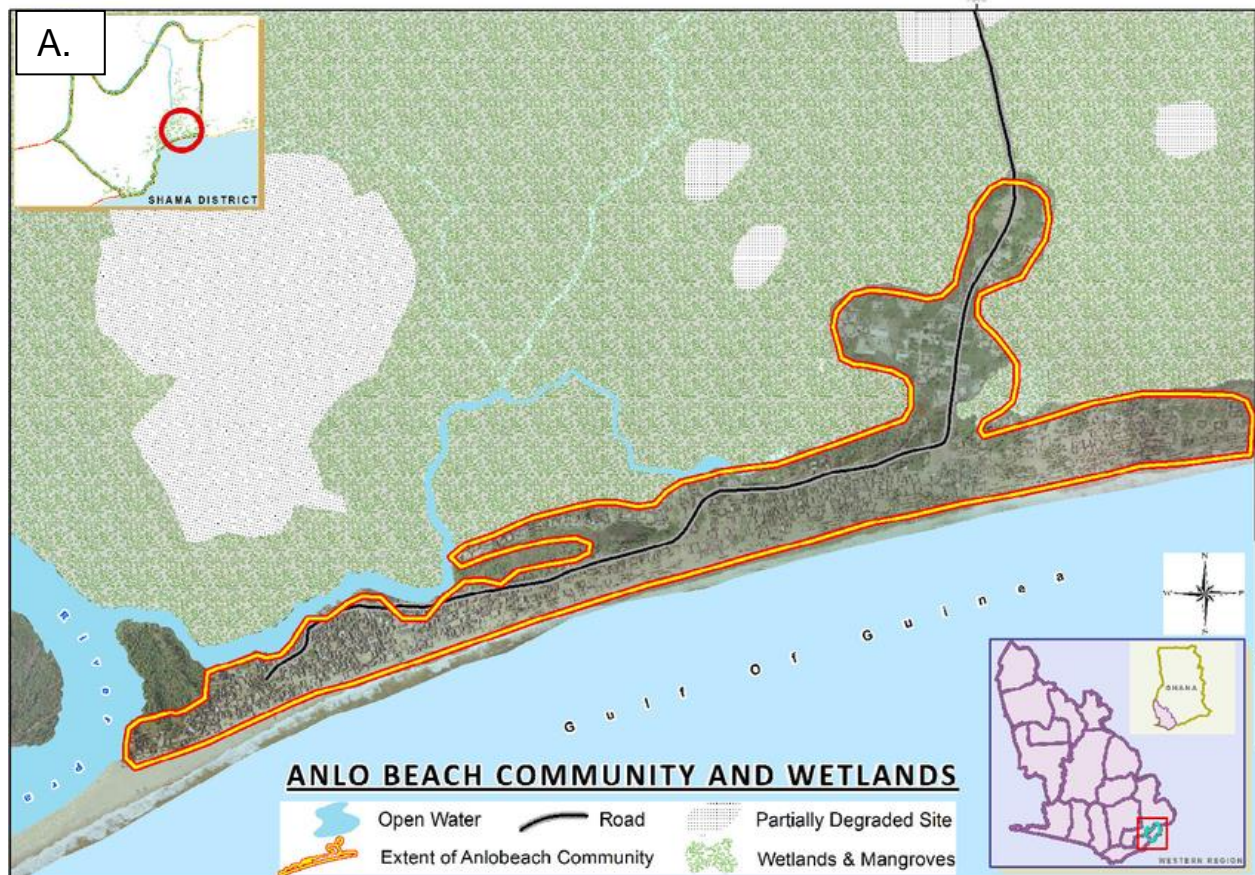 A.
SHAMA DISTRICT
River Pra
Gulf Of Guinea
N
W
S
GHANA
WESTERN REGION
ANLO BEACH COMMUNITY AND WETLANDS
Open Water
Road
Partially Degraded Site
Extent of Anlobeach Community
Wetlands & Mangroves